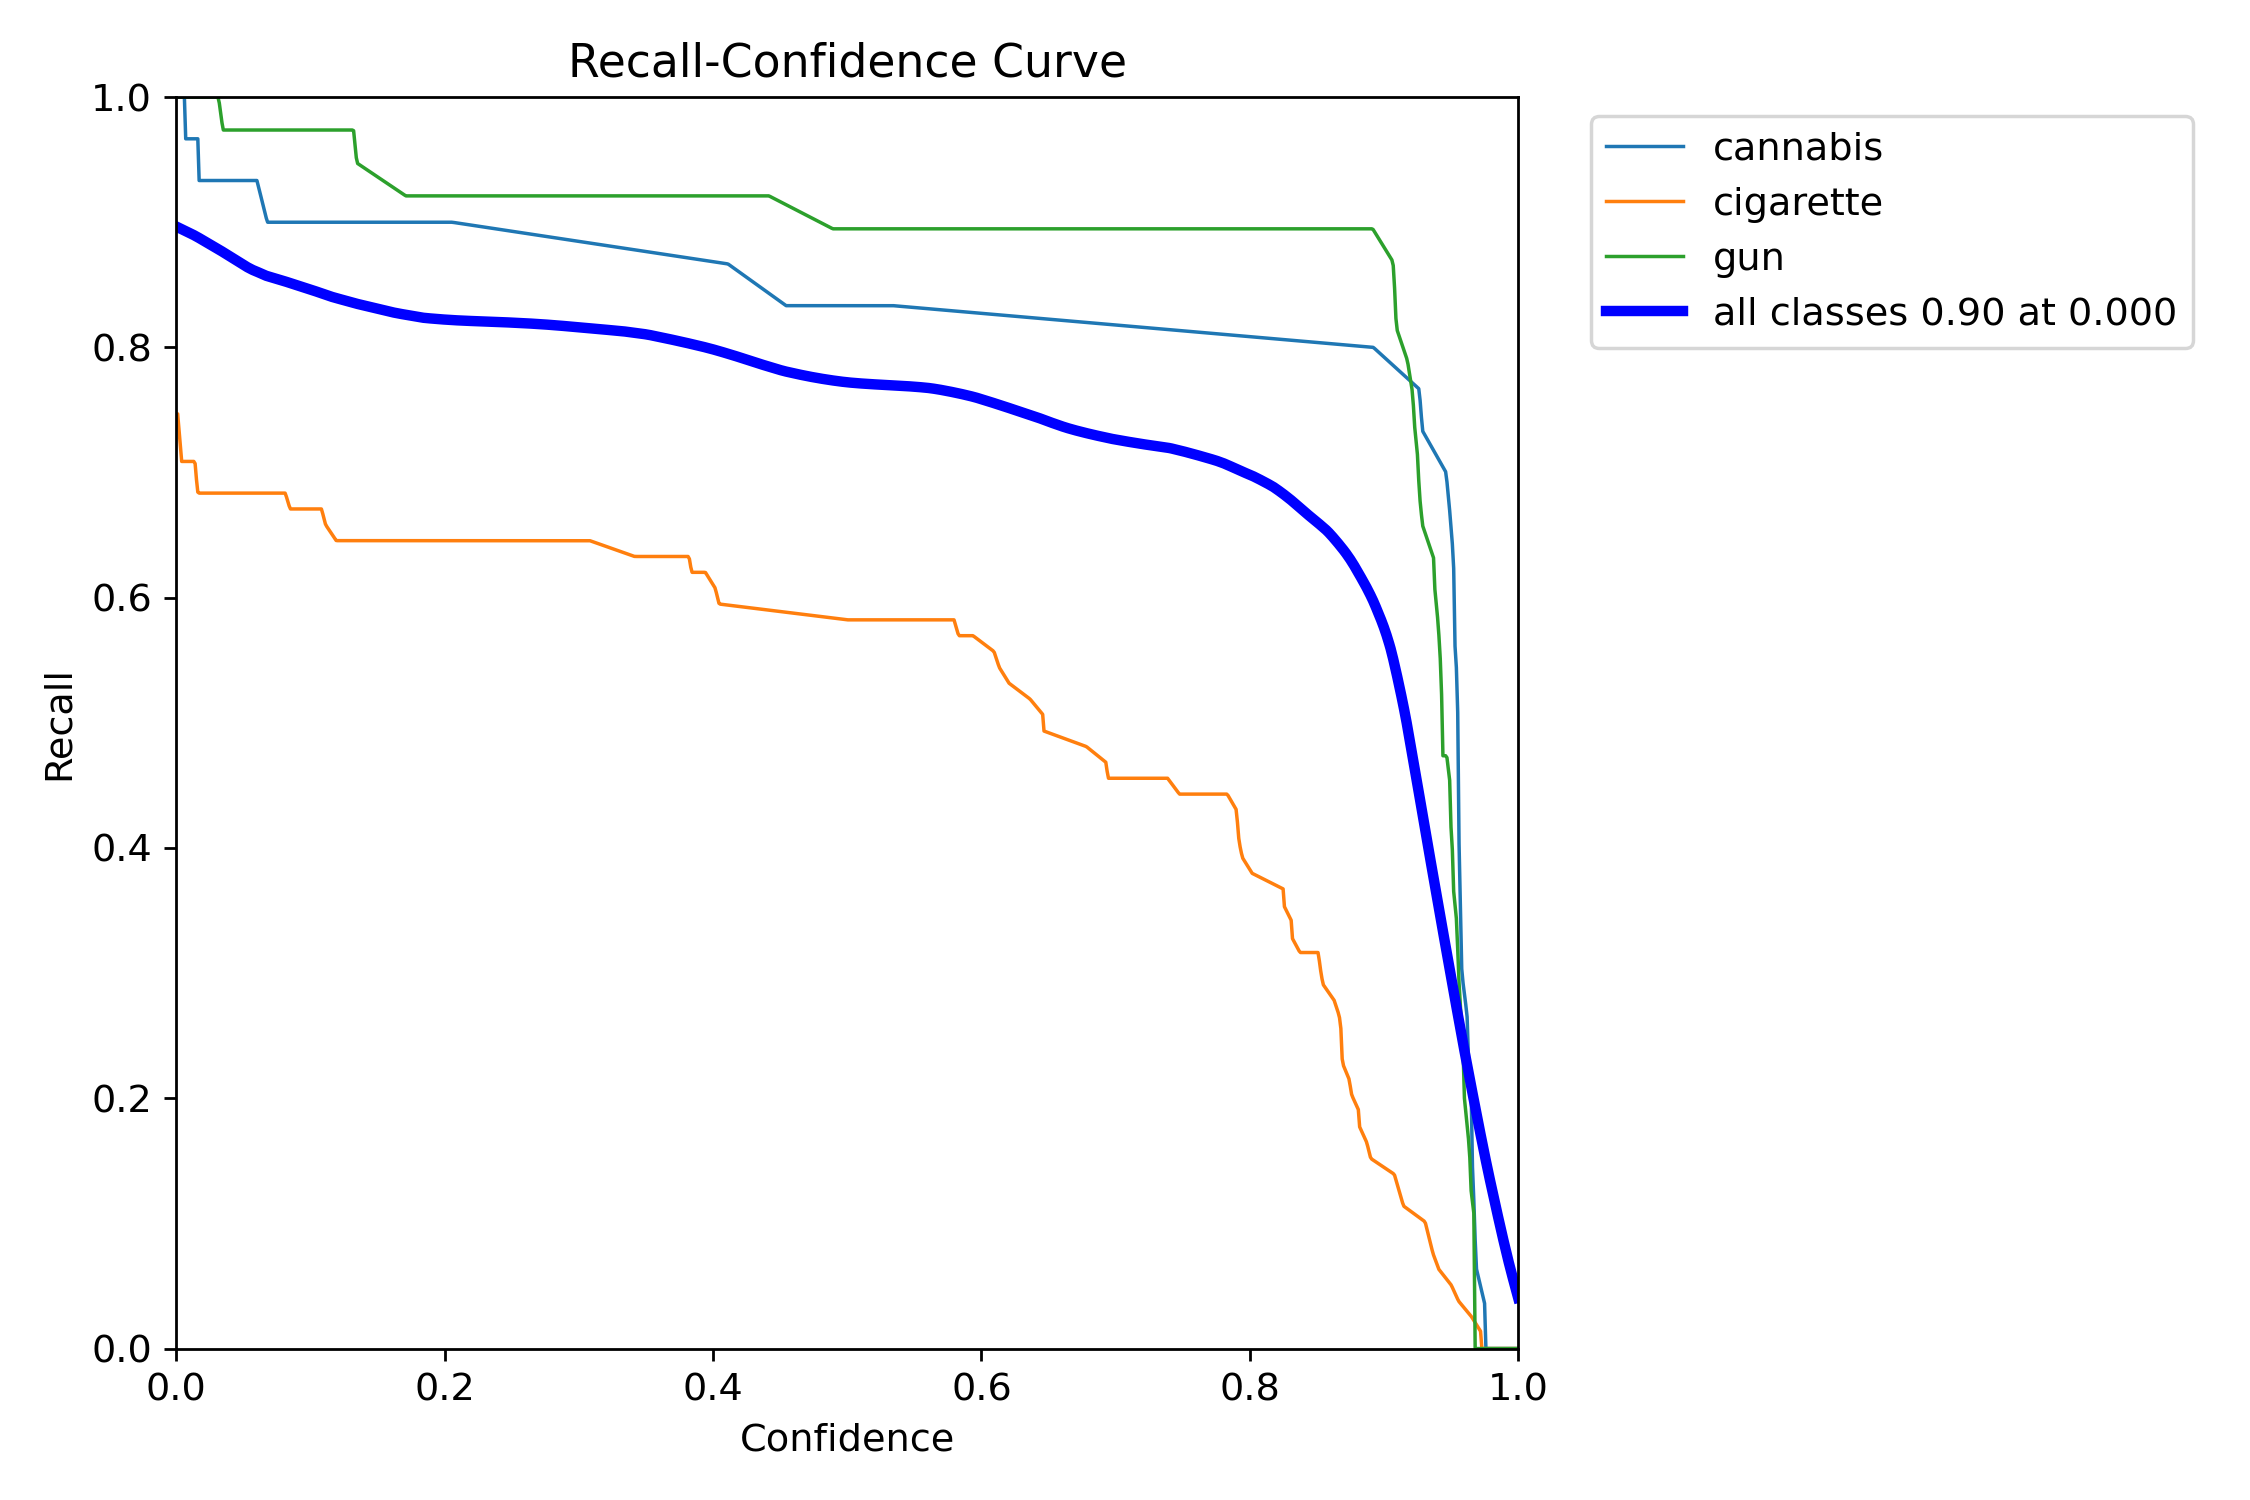 Recall-Confidence Curve
1.0
0.8
0.6
0.4
0.2
0.0
Recall
0.0 0.2 0.4 0.6 0.8 1.0
Confidence
cannabis
cigarette
gun
all classes 0.90 at 0.000